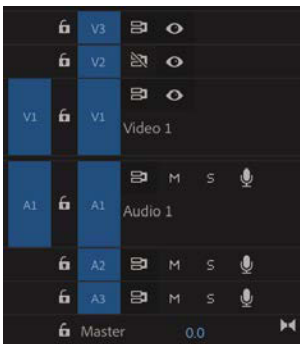 V3
V2
V1 V1
Video 1
A1 A1 M S
Audio 1
A2 M S
A3 M S
Master 0.0